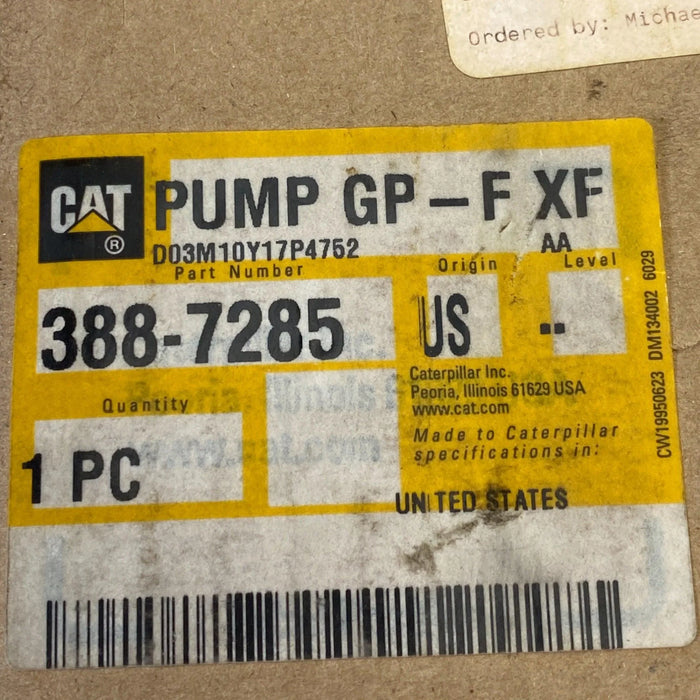 Ordered by: Michae
CAT ®
PUMP GP-F XF
D03M10Y17P4752 AA
Part Number Origin Level
388-7285 US --
Caterpillar Inc.
Peoria, Illinois 61629 USA
www.cat.com
Quantity
1 PC
Made to Caterpillar
specifications in:
UNITED STATES
CW19950623 DM134002 6029